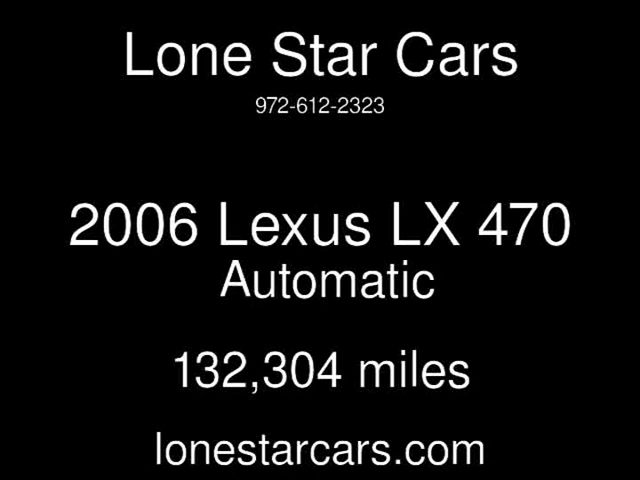 Lone Star Cars
972-612-2323
2006 Lexus LX 470
Automatic
132,304 miles
lonestarcars.com